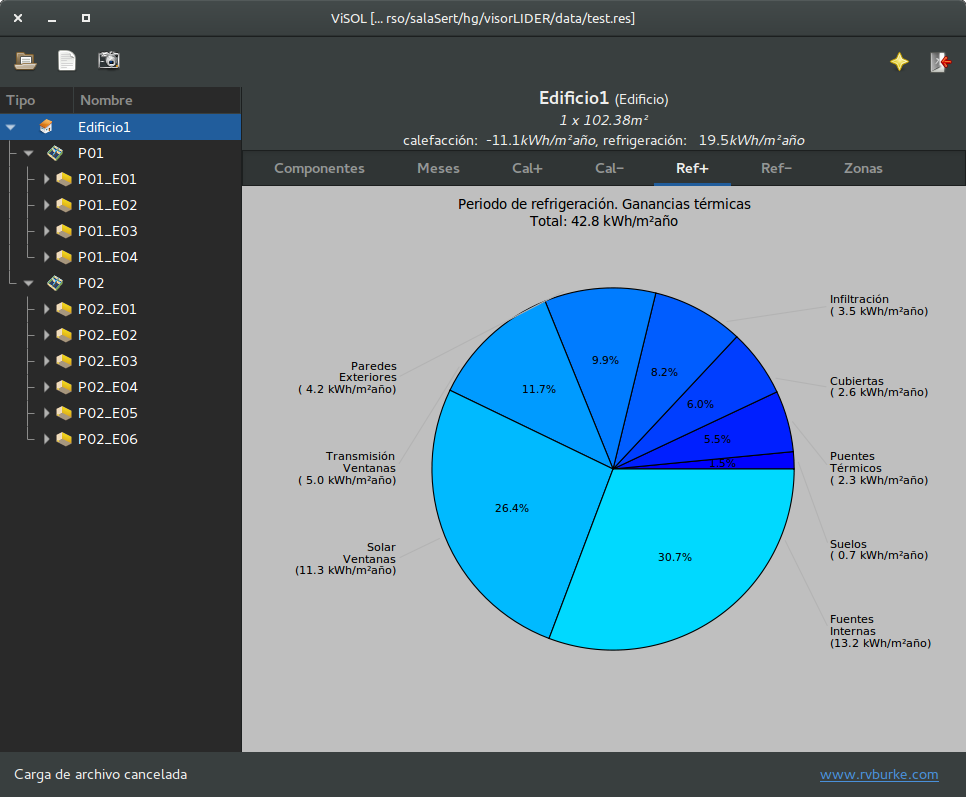 ViSOL [... rso/salaSert/hg/visorLIDER/data/test.res]
Tipo Nombre
Edificio1
P01
P01_E01
P01_E02
P01_E03
P01_E04
P02
P02_E01
P02_E02
P02_E03
P02_E04
P02_E05
P02_E06
Edificio1 (Edificio)
1 x 102.38m²
calefacción: -11.1kWh/m²año, refrigeración: 19.5kWh/m²año
Componentes Meses Cal+ Cal− Ref+ Ref− Zonas
Periodo de refrigeración. Ganancias térmicas
Total: 42.8 kWh/m²año
Paredes
Exteriores
( 4.2 kWh/m²año)
Transmisión
Ventanas
( 5.0 kWh/m²año)
Solar
Ventanas
(11.3 kWh/m²año)
9.9%
8.2%
11.7%
6.0%
5.5%
1.5%
26.4%
30.7%
Infiltración
( 3.5 kWh/m²año)
Cubiertas
( 2.6 kWh/m²año)
Puentes
Térmicos
( 2.3 kWh/m²año)
Suelos
( 0.7 kWh/m²año)
Fuentes
Internas
(13.2 kWh/m²año)
Carga de archivo cancelada
www.rvburke.com